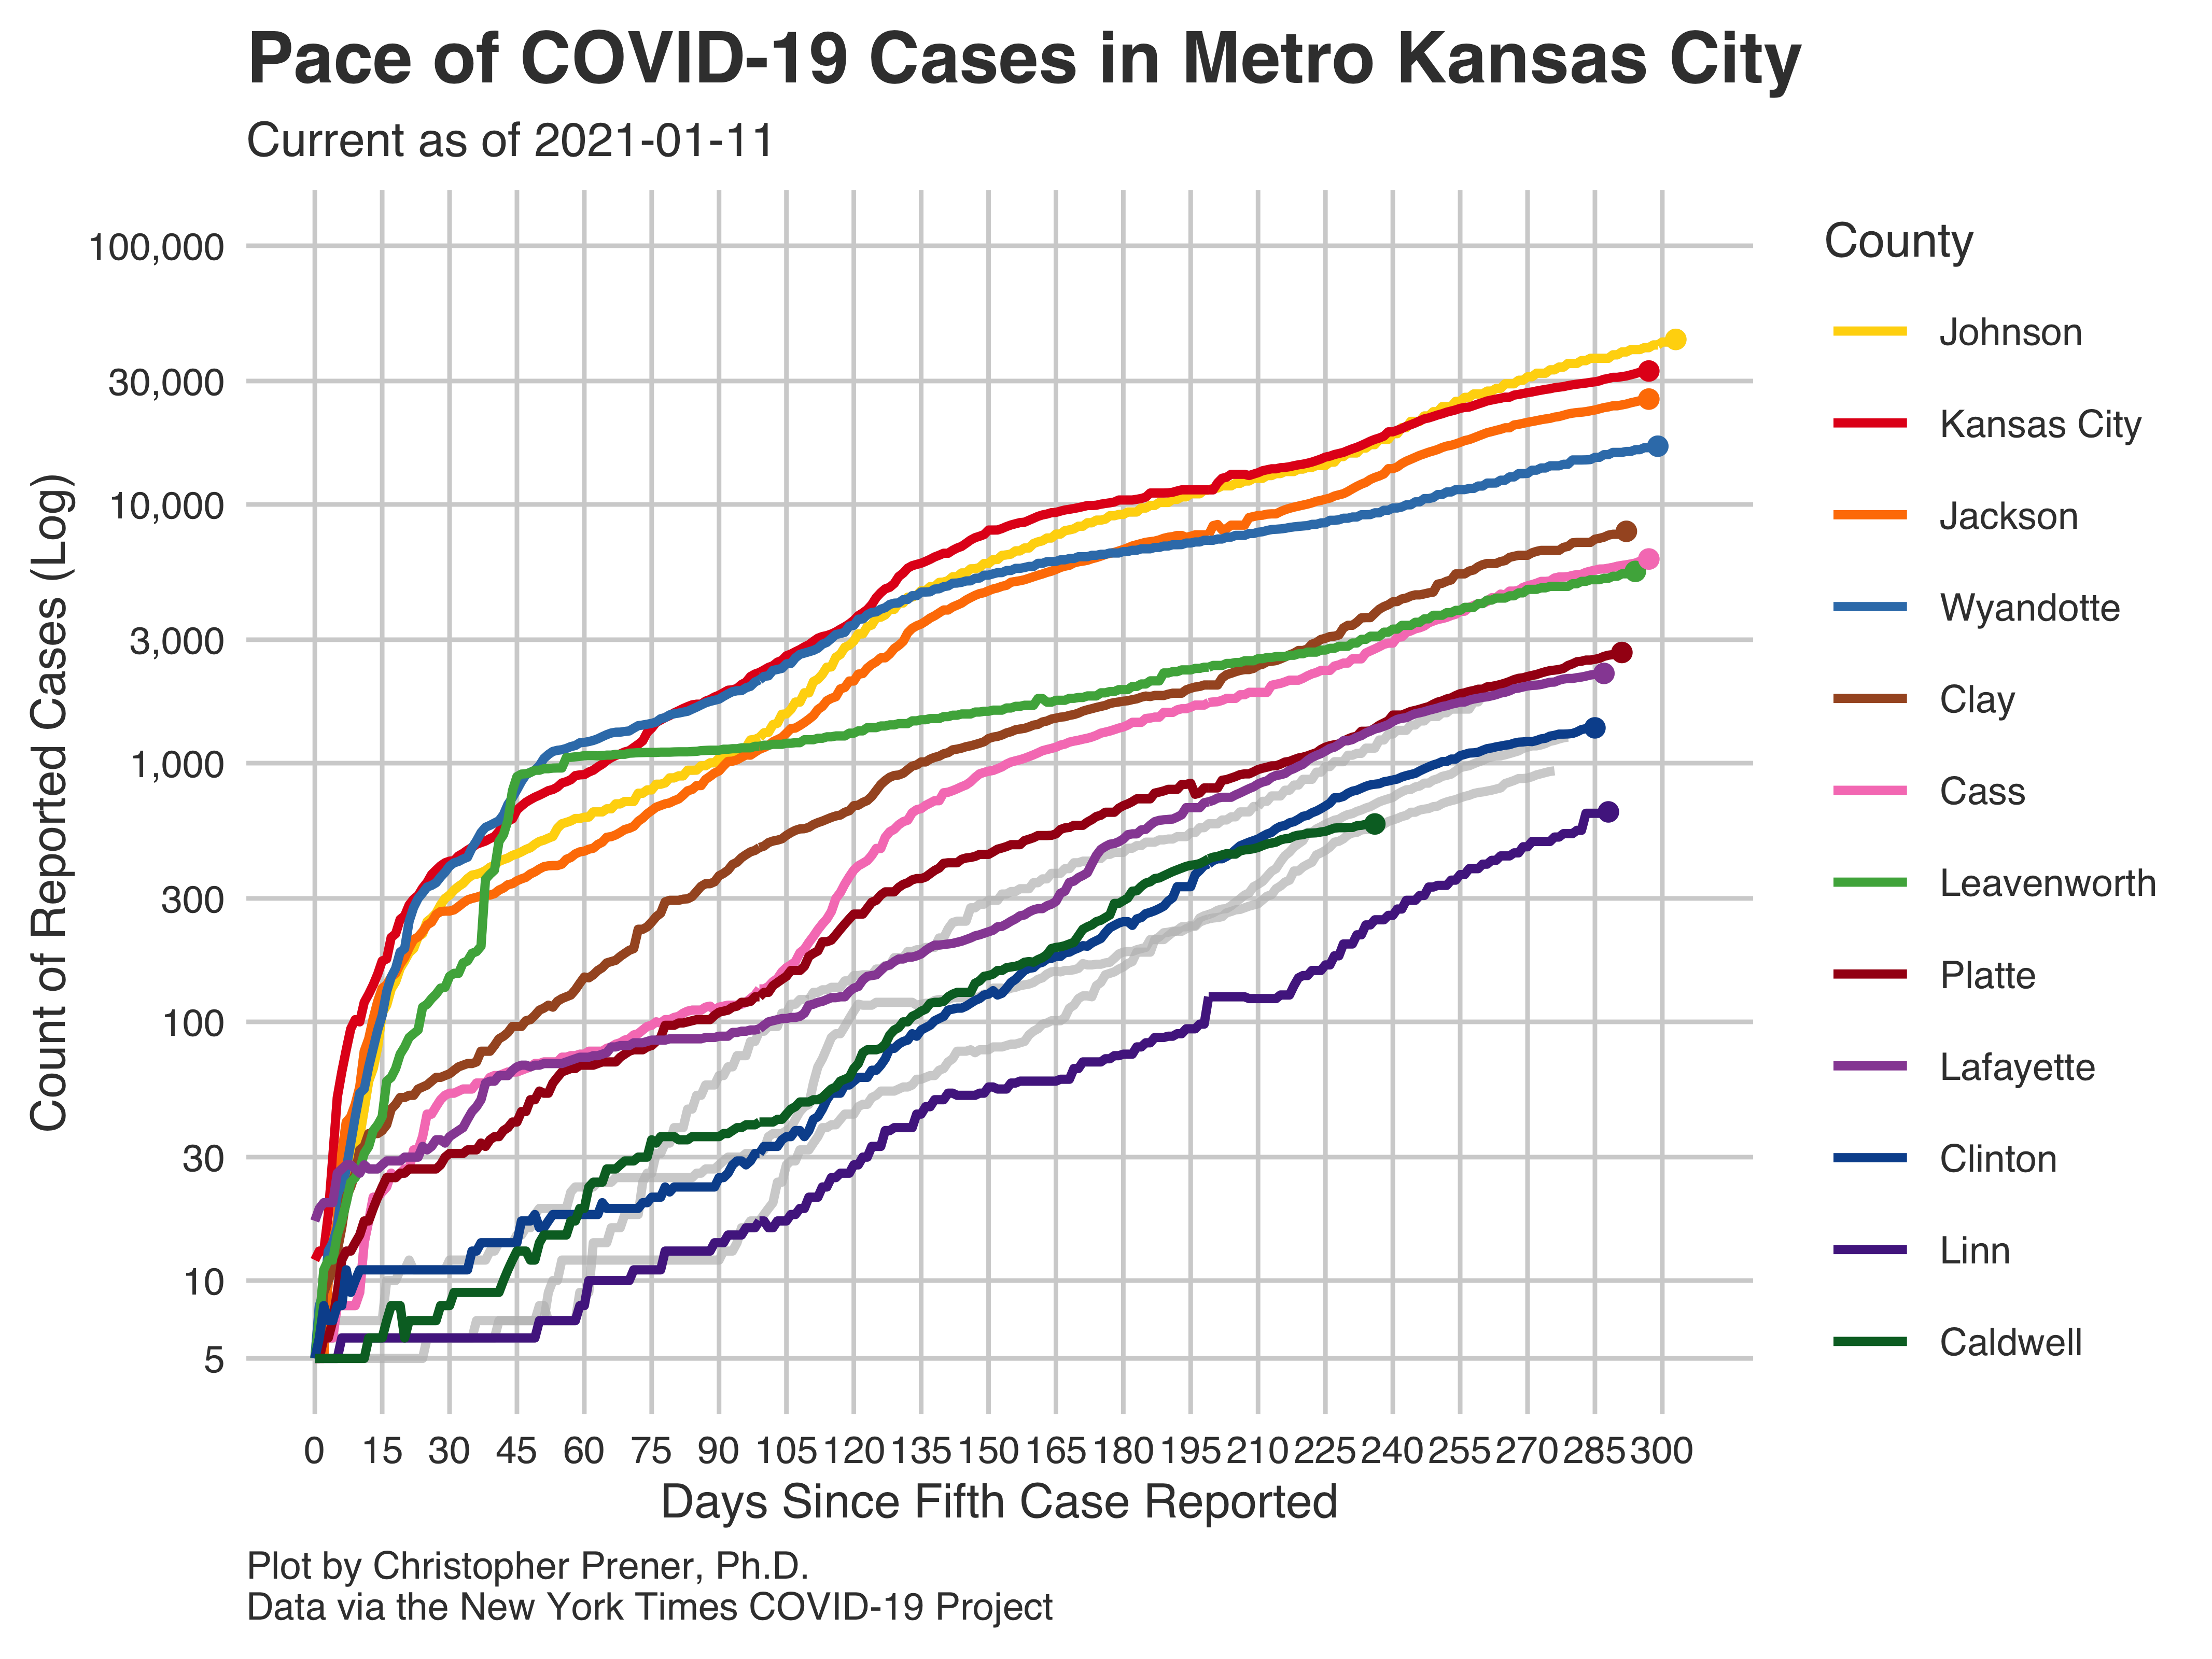 Pace of COVID-19 Cases in Metro Kansas City
Current as of 2021-01-11
Count of Reported Cases (Log)
100,000
30,000
10,000
3,000
1,000
300
100
30
10
5
0 15 30 45 60 75 90 105 120 135 150 165 180 195 210 225 240 255 270 285 300
Days Since Fifth Case Reported
County
Johnson
Kansas City
Jackson
Wyandotte
Clay
Cass
Leavenworth
Platte
Lafayette
Clinton
Linn
Caldwell
Plot by Christopher Prener, Ph.D.
Data via the New York Times COVID-19 Project